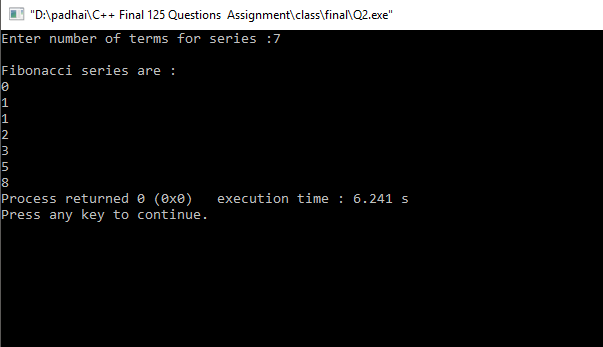 "D:\padhai\C++ Final 125 Questions  Assignment\class\final\Q2.exe"
Enter number of terms for series :7
Fibonacci series are :
0
1
1
2
3
5
8
Process returned 0 (0x0)   execution time : 6.241 s
Press any key to continue.